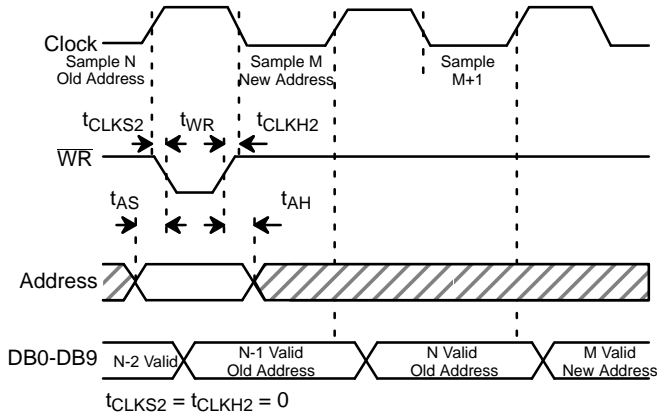 Clock
Sample N
Old Address
Sample M
New Address
Sample
M+1
tCLKS2
tWR
tCLKH2
WR
tAS
tAH
Address
DB0-DB9
N-2 Valid
N-1 Valid
Old Address
N Valid
Old Address
M Valid
New Address
tCLKS2 = tCLKH2 = 0